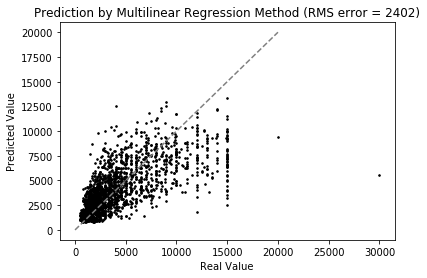 Prediction by Multilinear Regression Method (RMS error = 2402)
20000
17500
15000
12500
10000
7500
5000
2500
0
Predicted Value
0 5000 10000 15000 20000 25000 30000
Real Value